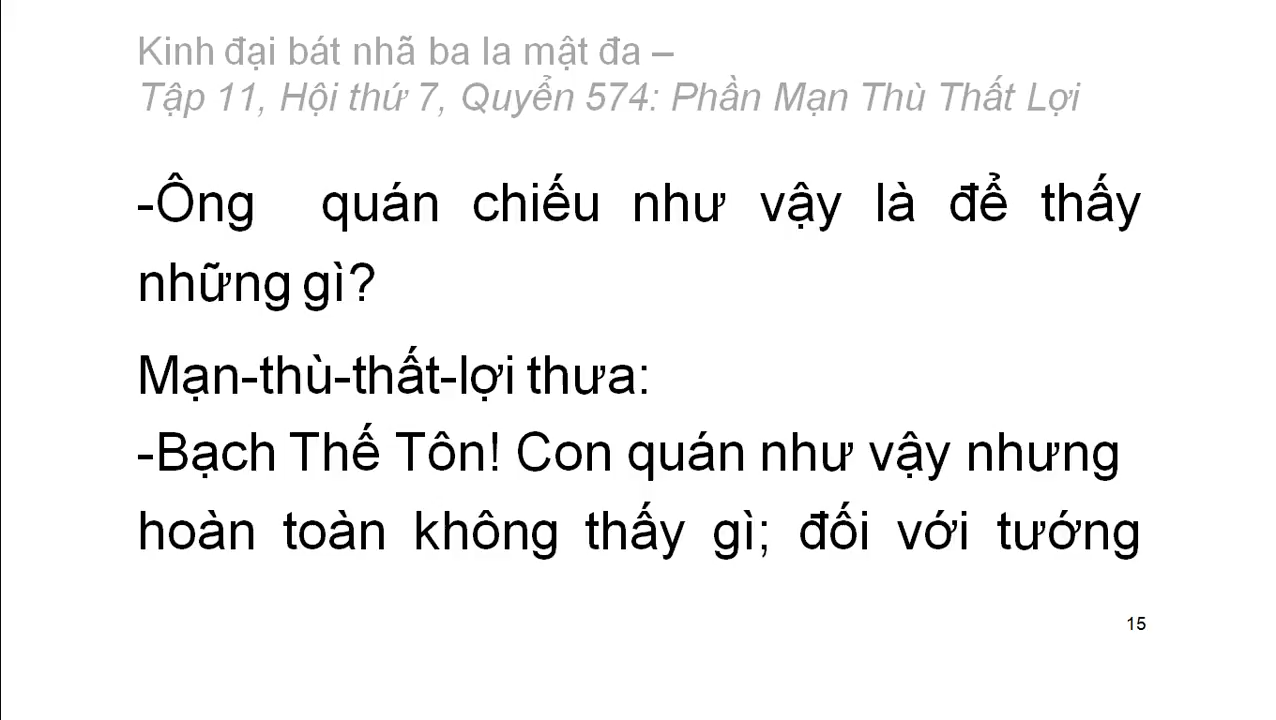 Kinh đại bát nhã ba la mật đa –
Tập 11, Hội thứ 7, Quyển 574: Phần Mạn Thù Thất Lợi
-Ông quán chiếu như vậy là để thấy
những gì?
Mạn-thù-thất-lợi thưa:
-Bạch Thế Tôn! Con quán như vậy nhưng
hoàn toàn không thấy gì; đối với tướng
15